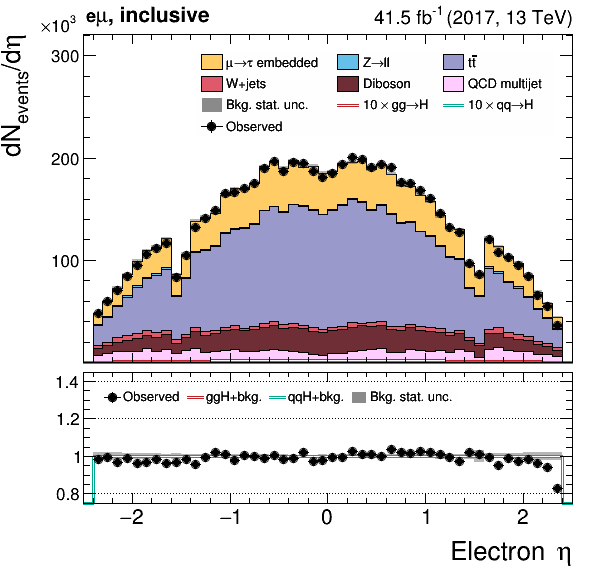 ×10³ eμ, inclusive 41.5 fb⁻¹ (2017, 13 TeV)
dN_events/dη
300
200
100
μ→τ embedded Z→ll tt̄
W+jets Diboson QCD multijet
Bkg. stat. unc. 10 × gg→H 10 × qq→H
Observed
1.4
1.2
1
0.8
Observed ggH+bkg. qqH+bkg. Bkg. stat. unc.
−2 −1 0 1 2
Electron η